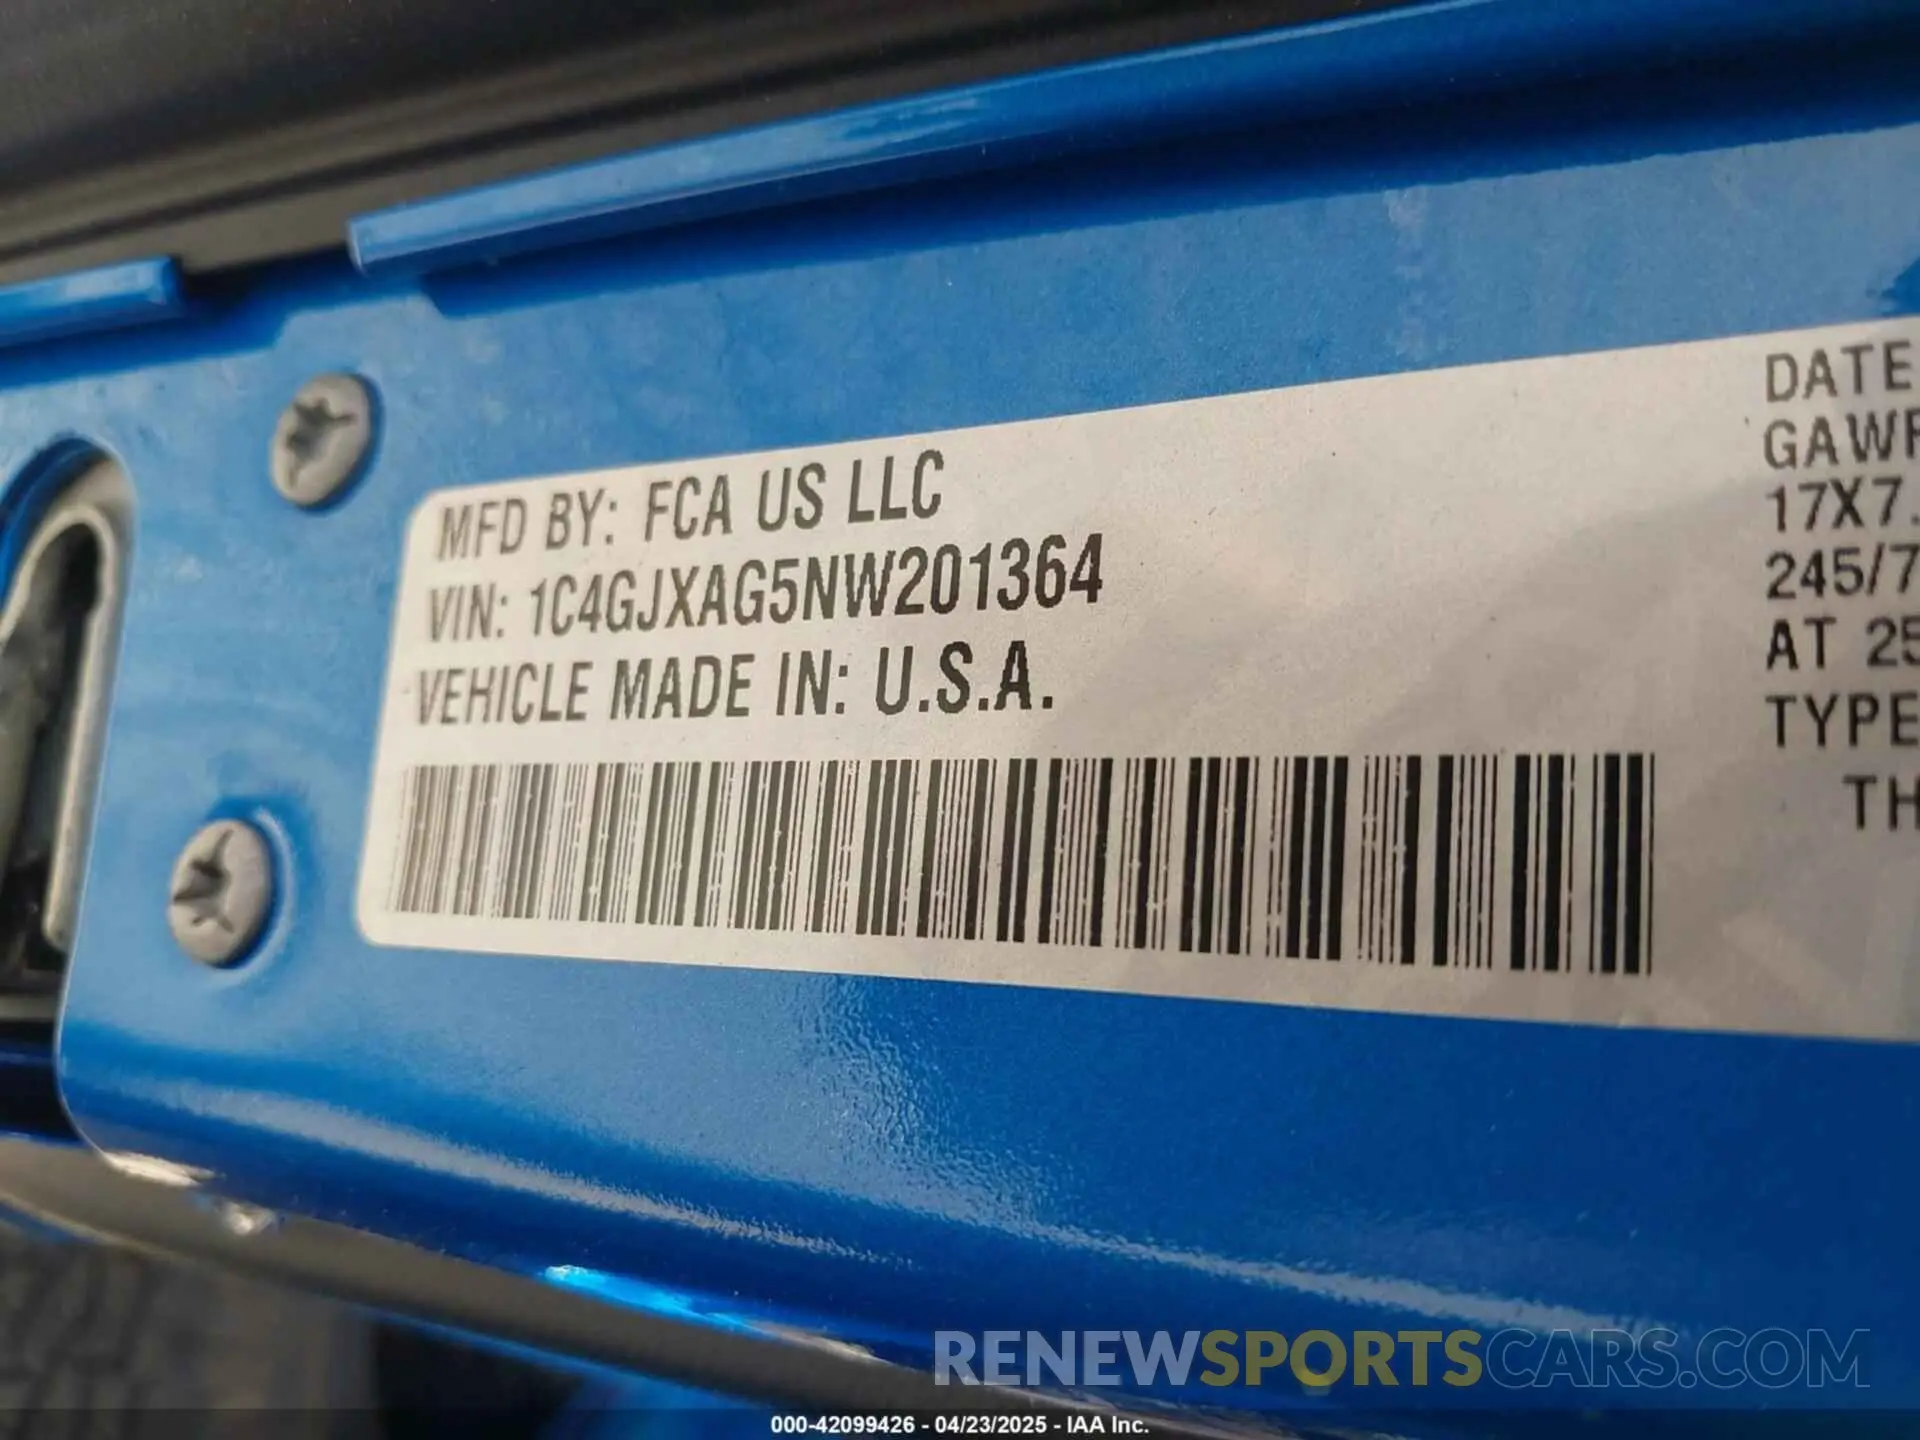 MFD BY: FCA US LLC
VIN: 1C4GJXAG5NW201364
VEHICLE MADE IN: U.S.A.
DATE
17X7.
245/7
AT 25
TYPE
TH
RENEWSPORTSCARS.COM
000-42099426 - 04/23/2025 - IAA Inc.